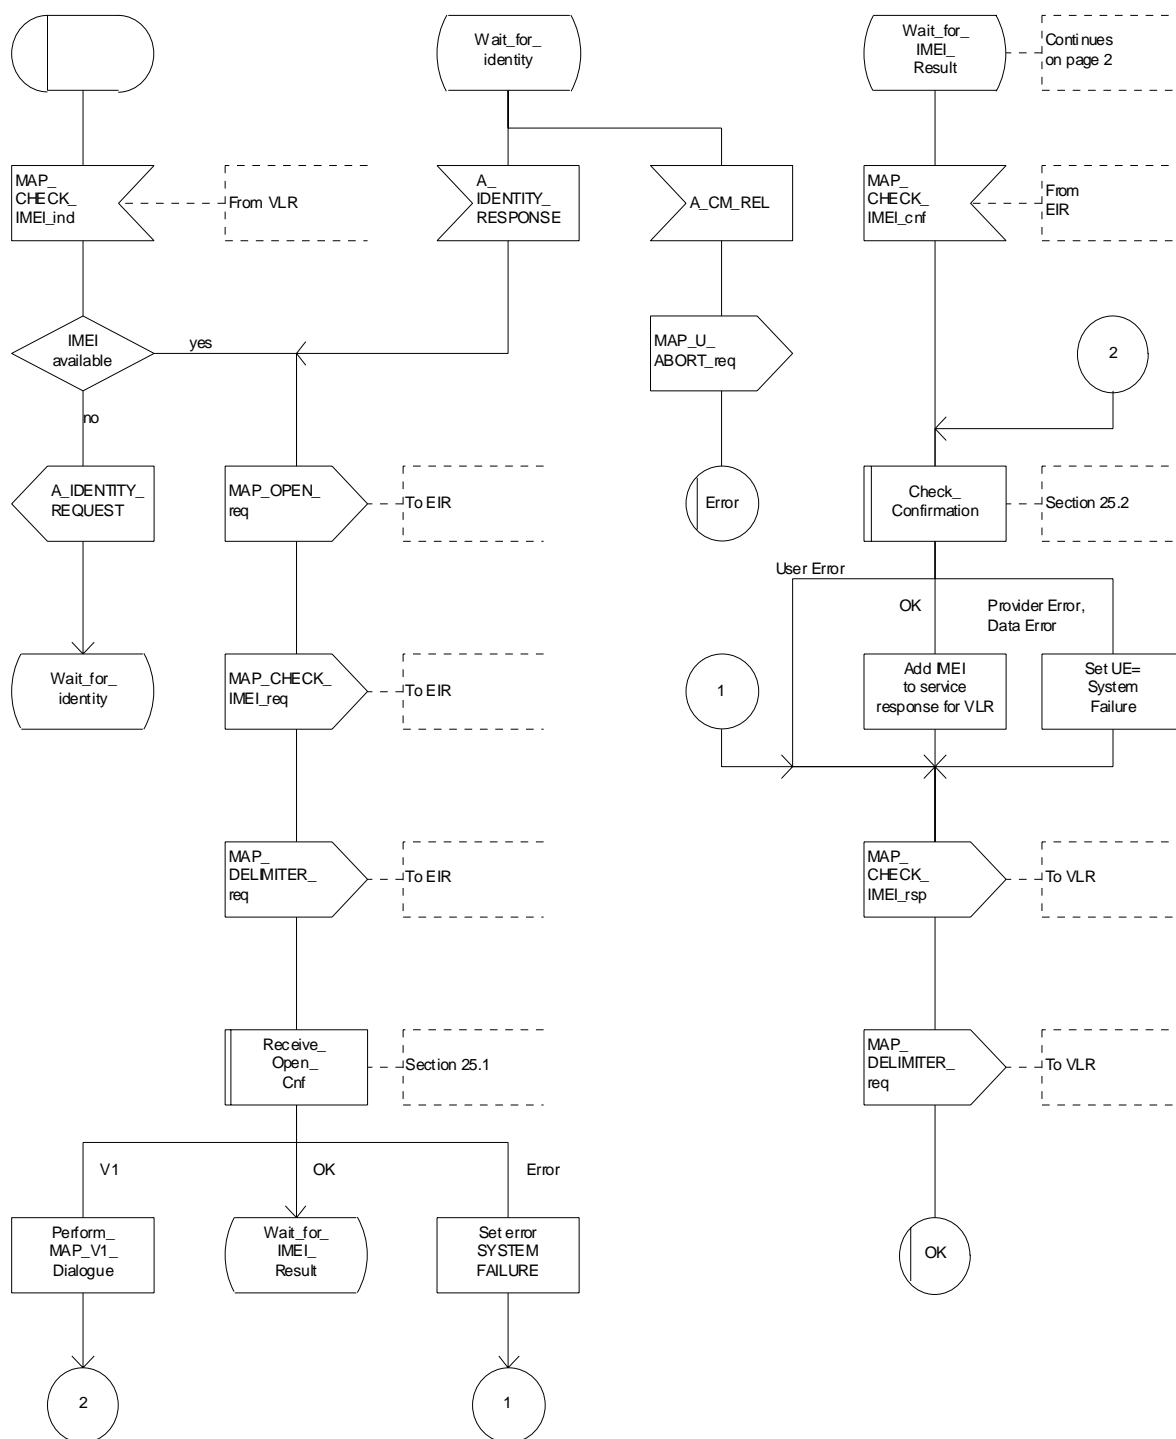 Wait_for_
identity
Wait_for_
IMEI_
Result
Continues
on page 2
MAP_
CHECK_
IMEI_ind
From VLR
A_
IDENTITY_
RESPONSE
A_CM_REL
MAP_
CHECK_
IMEI_cnf
From
EIR
IMEI
available
yes
no
MAP_U_
ABORT_req
2
A_IDENTITY_
REQUEST
MAP_OPEN_
req
To EIR
Error
Check_
Confirmation
Section 25.2
User Error
OK
Provider Error,
Data Error
Wait_for_
identity
MAP_CHECK_
IMEI_req
To EIR
1
Add IMEI
to service
response for VLR
Set UE=
System
Failure
MAP_
DELIMITER_
req
To EIR
MAP_
CHECK_
IMEI_rsp
To VLR
Receive_
Open_
Cnf
Section 25.1
MAP_
DELIMITER_
req
To VLR
V1
OK
Error
Perform_
MAP_V1_
Dialogue
Wait_for_
IMEI_
Result
Set error
SYSTEM
FAILURE
OK
2
1